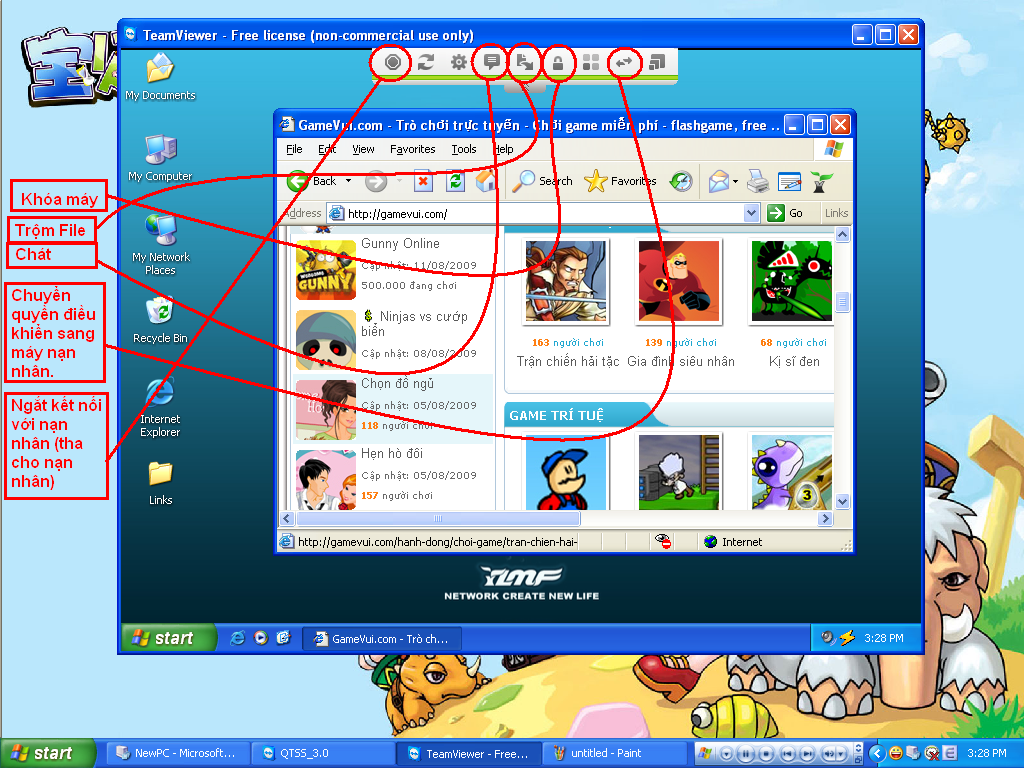 TeamViewer - Free license (non-commercial use only)
My Documents
My Computer
My Network
Places
Recycle Bin
Internet
Explorer
Links
Khóa máy
Trộm File
Chát
Chuyển
quyền điều
khiển sang
máy nạn
nhân.
Ngắt kết nối
với nạn
nhân (tha
cho nạn
nhân)
GameVui.com - Trò chơi trực tuyến - Chơi game miễn phí - flashgame, free ...
File Edit View Favorites Tools Help
Back Search Favorites
Address http://gamevui.com/ Go Links
Gunny Online
Cập nhật: 11/08/2009
500.000 đang chơi
WELCOME
GUNNY
Ninjas vs cướp
biển
Cập nhật: 08/08/2009
Chọn đồ ngủ
Cập nhật: 05/08/2009
118 người chơi
Hẹn hò đôi
Cập nhật: 05/08/2009
157 người chơi
163 người chơi
Trận chiến hải tặc
139 người chơi
Gia đình siêu nhân
68 người chơi
Kị sĩ đen
GAME TRÍ TUỆ
3
http://gamevui.com/hanh-dong/choi-game/tran-chien-hai-
Internet
YLMF
NETWORK CREATE NEW LIFE
start
GameVui.com - Trò ch...
3:28 PM
start
NewPC - Microsoft...
QTSS_3.0
TeamViewer - Free...
untitled - Paint
3:28 PM